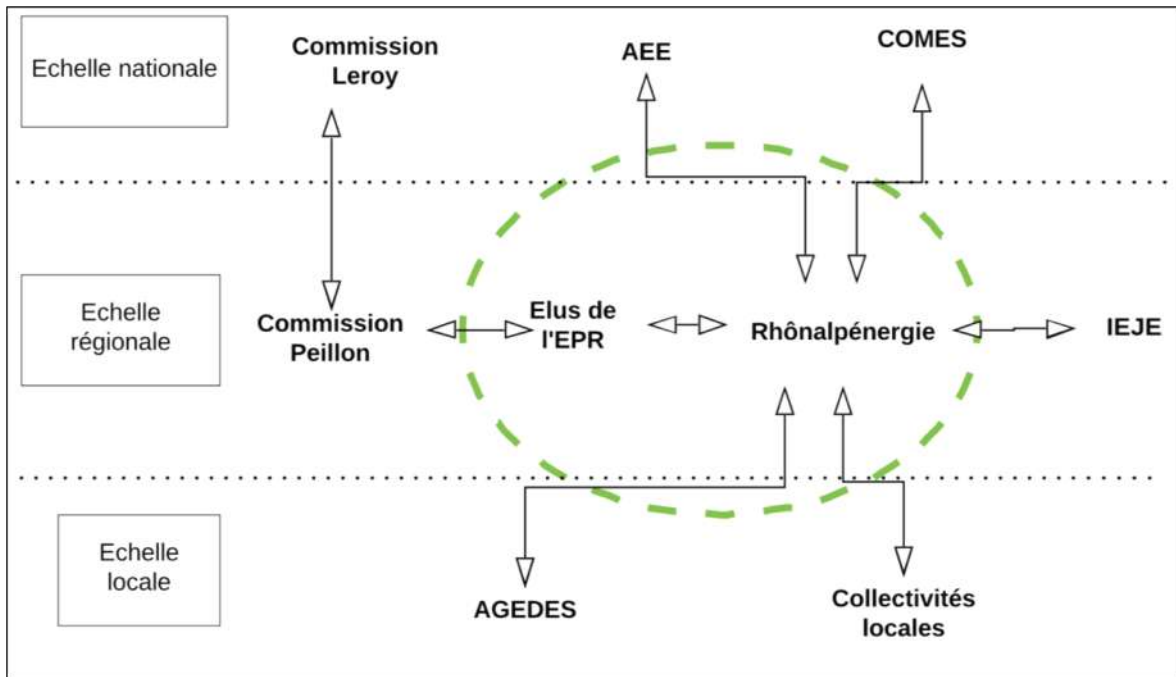 Echelle nationale
Commission
Leroy
AEE
COMES
Echelle
régionale
Commission
Peillon
Elus de
l'EPR
Rhônalpénergie
IEJE
Echelle
locale
AGEDES
Collectivités
locales